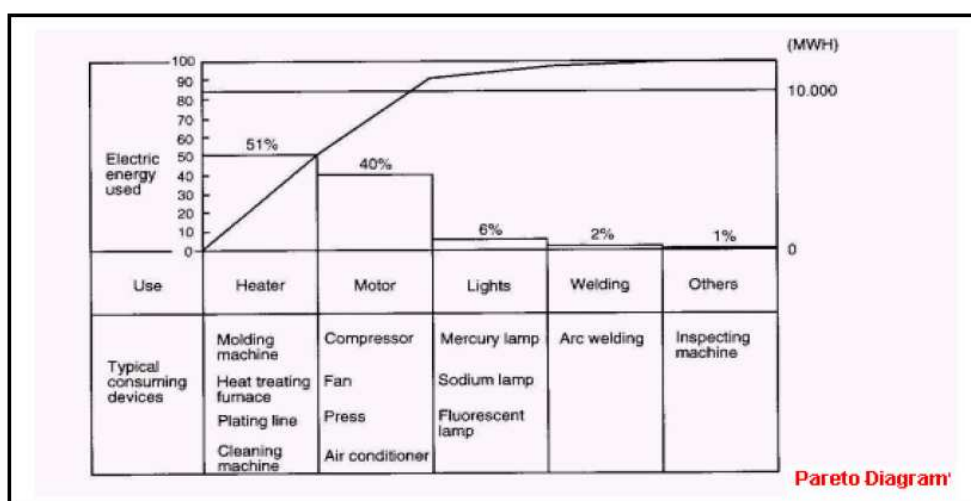 (MWH)
100
90
80
70
60
50
40
30
20
10
0
10.000
0
Electric
energy
used
51%
40%
6%
2%
1%
Use
Heater
Motor
Lights
Welding
Others
Typical
consuming
devices
Molding
machine
Heat treating
furnace
Plating line
Cleaning
machine
Compressor
Fan
Press
Air conditioner
Mercury lamp
Sodium lamp
Fluorescent
lamp
Arc welding
Inspecting
machine
Pareto Diagram